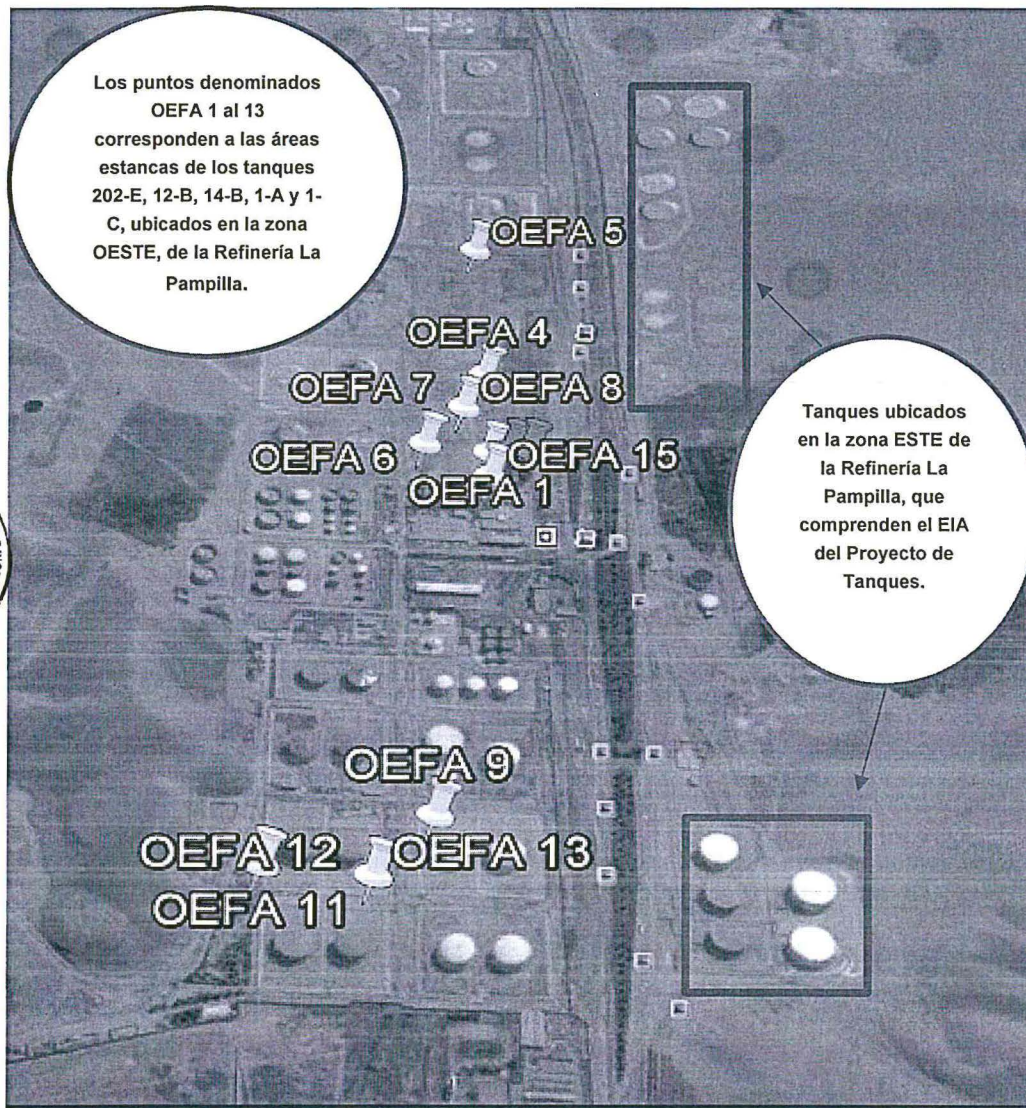 Los puntos denominados
OEFA 1 al 13
corresponden a las áreas
estancas de los tanques
202-E, 12-B, 14-B, 1-A y 1-
C, ubicados en la zona
OESTE, de la Refinería La
Pampilla.
OEFA 5
OEFA 4
OEFA 7
OEFA 8
OEFA 6
OEFA 15
OEFA 1
Tanques ubicados
en la zona ESTE de
la Refinería La
Pampilla, que
comprenden el EIA
del Proyecto de
Tanques.
OEFA 9
OEFA 12
OEFA 13
OEFA 11